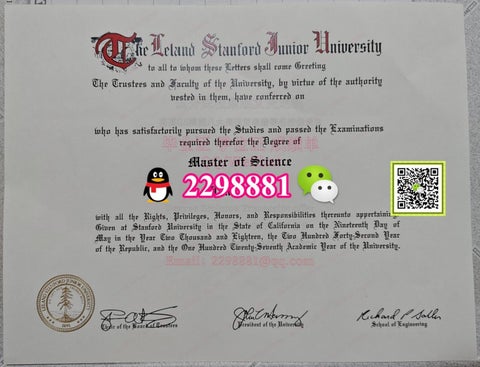 The Leland Stanford Junior University
to all to whom these Letters shall come Greeting
The Trustees and Faculty of the University, by virtue of the authority
vested in them, have conferred on
who has satisfactorily pursued the Studies and passed the Examinations
required therefor the Degree of
Master of Science
2298881
with all the Rights, Privileges, Honors, and Responsibilities thereunto appertaining
Given at Stanford University in the State of California on the Nineteenth Day of
May in the Year Two Thousand and Eighteen, the Two Hundred Forty-Second Year
of the Republic, and the One Hundred Twenty-Seventh Academic Year of the University.
Email: 2298881@qq.com
Chair of the Board of Trustees
President of the University
School of Engineering